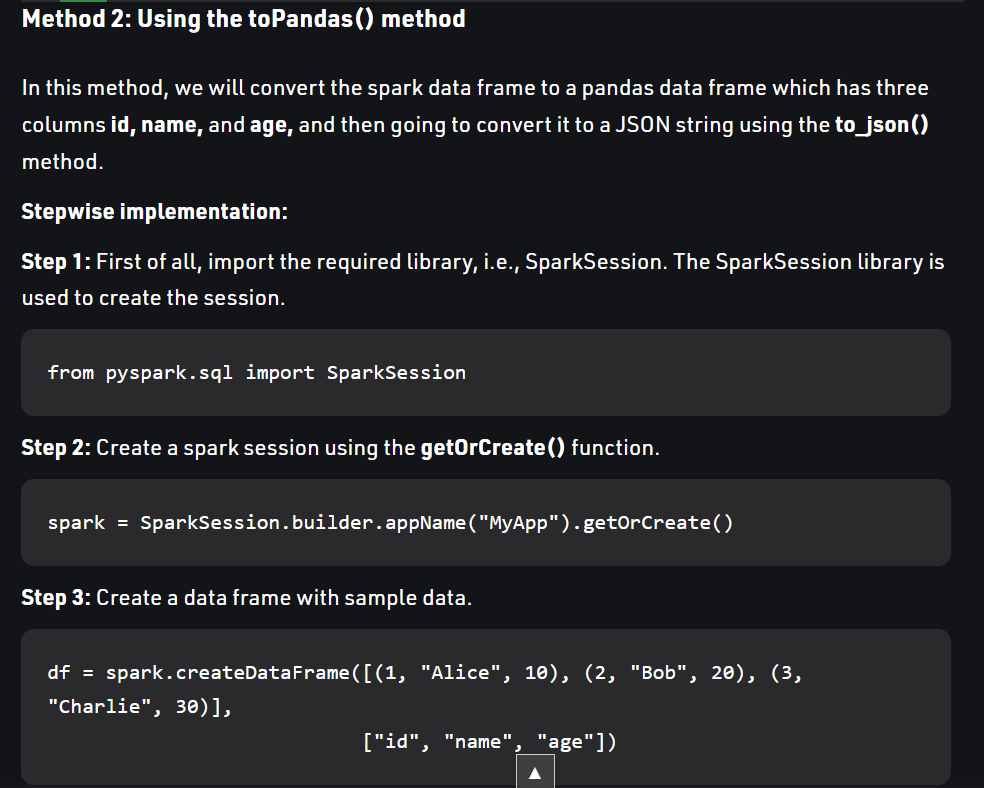 Method 2: Using the toPandas() method
In this method, we will convert the spark data frame to a pandas data frame which has three
columns id, name, and age, and then going to convert it to a JSON string using the to_json()
method.
Stepwise implementation:
Step 1: First of all, import the required library, i.e., SparkSession. The SparkSession library is
used to create the session.
from pyspark.sql import SparkSession
Step 2: Create a spark session using the getOrCreate() function.
spark = SparkSession.builder.appName("MyApp").getOrCreate()
Step 3: Create a data frame with sample data.
df = spark.createDataFrame([(1, "Alice", 10), (2, "Bob", 20), (3,
"Charlie", 30)],
["id", "name", "age"])